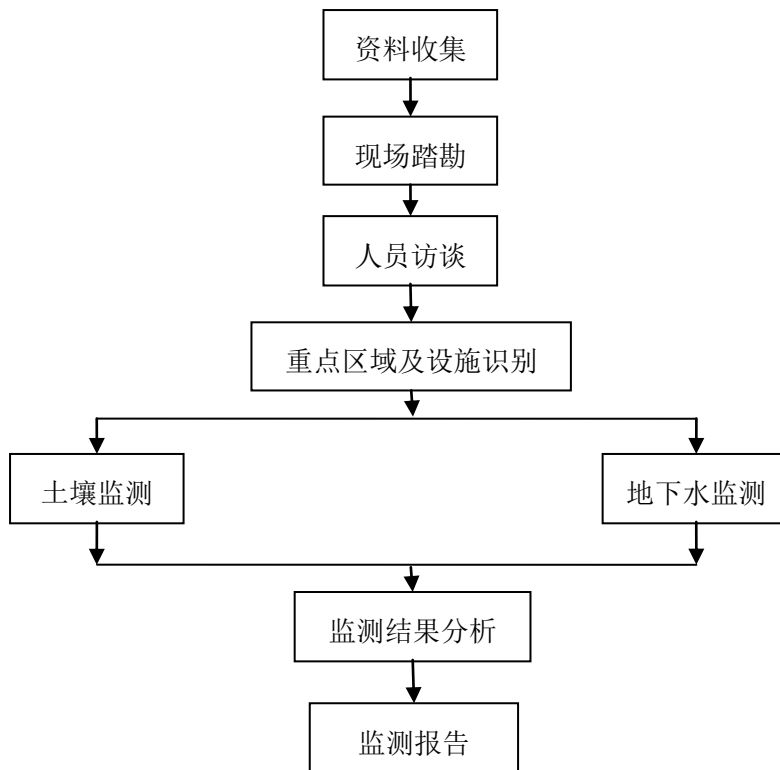 资料收集
现场踏勘
人员访谈
重点区域及设施识别
土壤监测
地下水监测
监测结果分析
监测报告